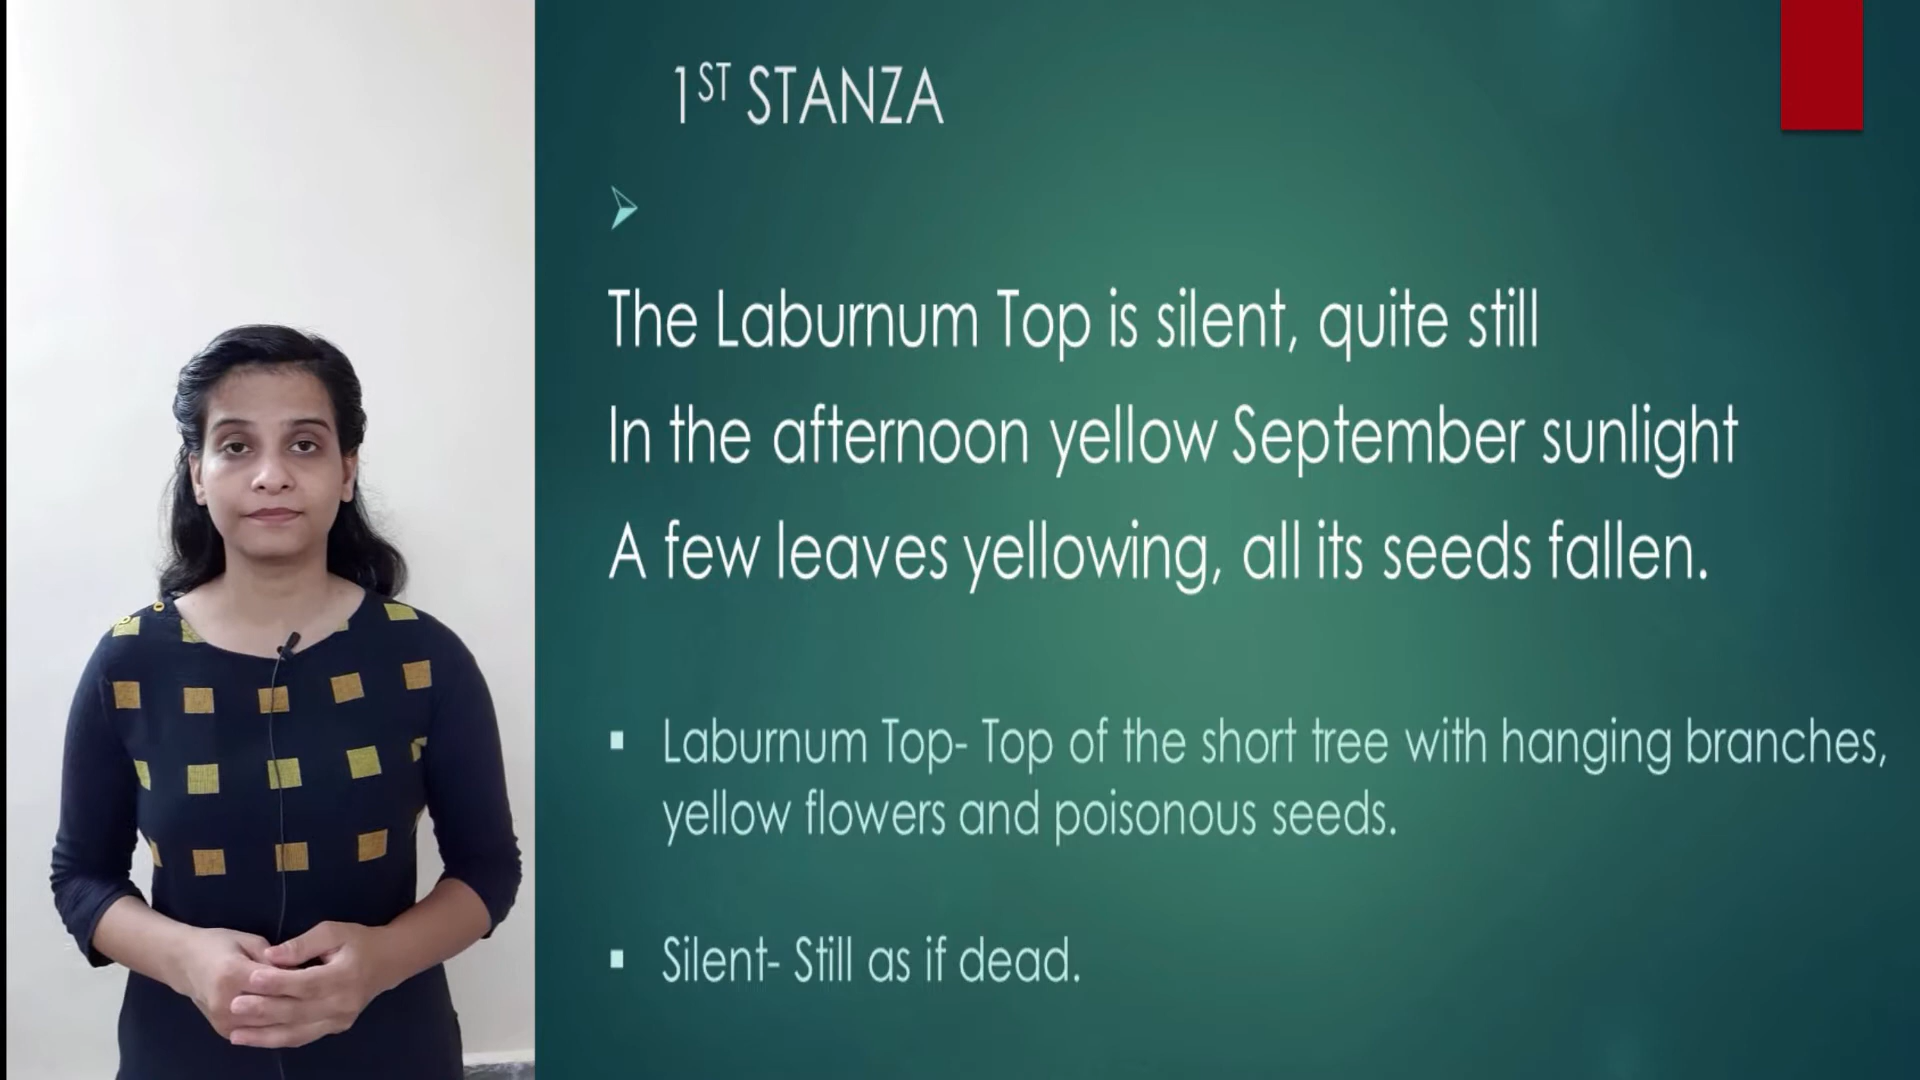 1ST STANZA
The Laburnum Top is silent, quite still
In the afternoon yellow September sunlight
A few leaves yellowing, all its seeds fallen.
Laburnum Top- Top of the short tree with hanging branches,
yellow flowers and poisonous seeds.
Silent- Still as if dead.